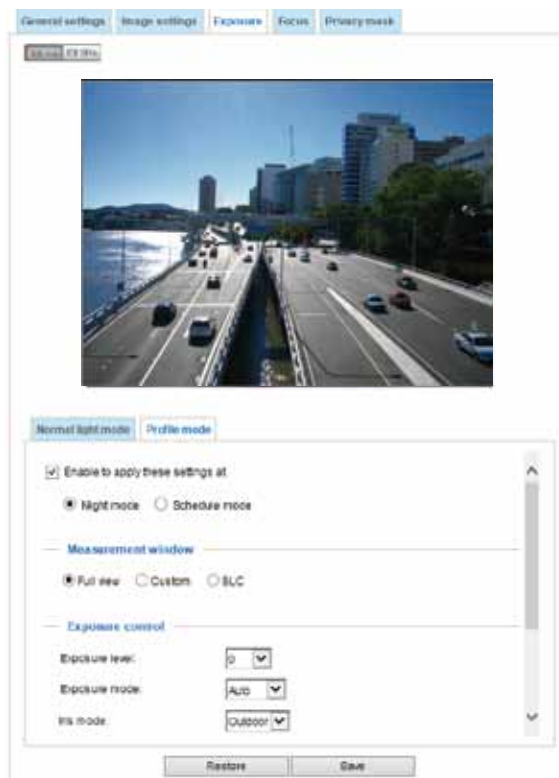 General settings Image settings Exposure Focus Privacy mask
Normal light mode Profile mode
Enable to apply these settings at
Night mode Schedule mode
Measurement window
Full view Custom BLC
Exposure control
Exposure level: 0
Exposure mode: Auto
Iris mode: Outdoor
Restore Save